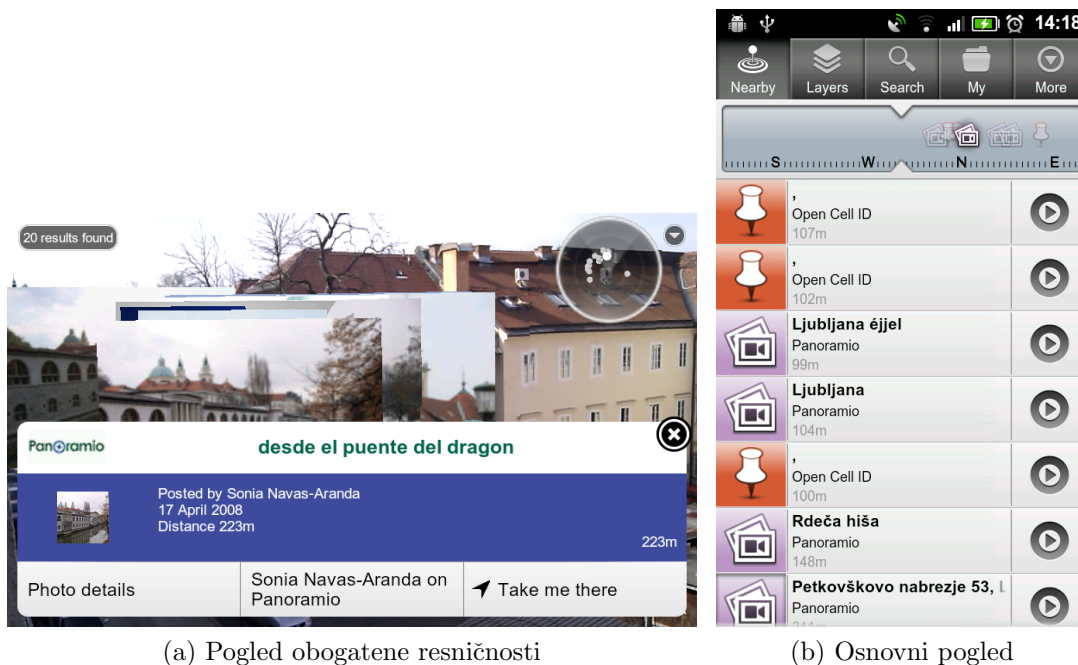 20 results found
Panoramio
desde el puente del dragon
Posted by Sonia Navas-Aranda
17 April 2008
Distance 223m
223m
Photo details
Sonia Navas-Aranda on
Panoramio
Take me there
(a) Pogled obogatene resničnosti
14:18
Nearby
Layers
Search
My
More
S W N E
,
Open Cell ID
107m
,
Open Cell ID
102m
Ljubljana éjjel
Panoramio
99m
Ljubljana
Panoramio
104m
,
Open Cell ID
100m
Rdeča hiša
Panoramio
148m
Petkovškovo nabrezje 53, L
Panoramio
(b) Osnovni pogled